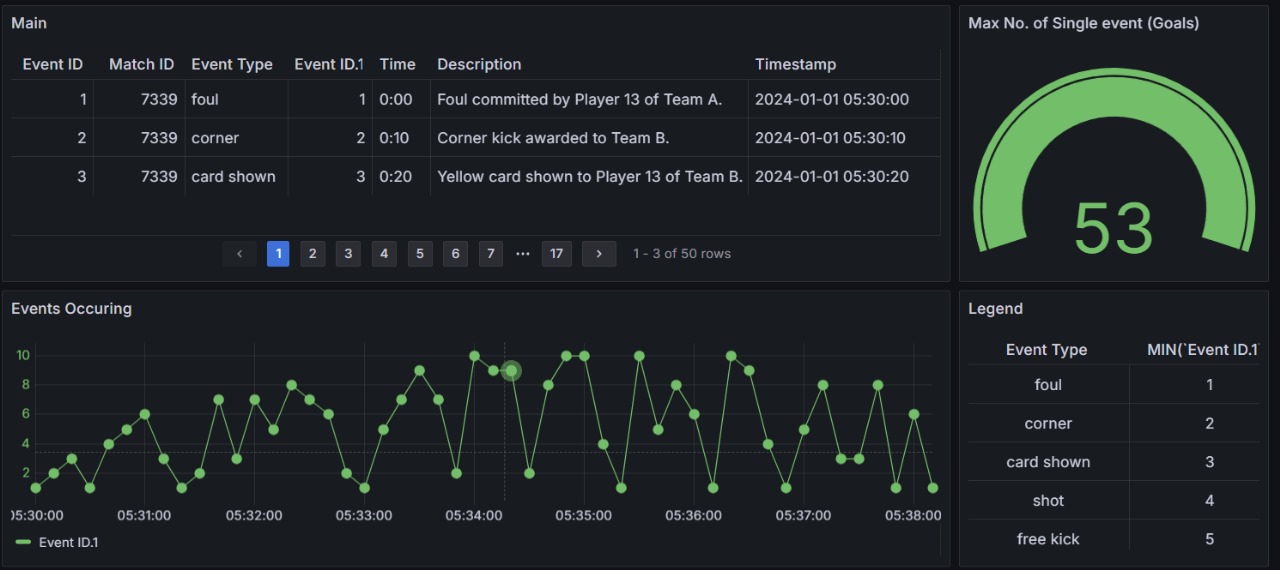 Main
Event ID Match ID Event Type Event ID.1 Time Description Timestamp
1 7339 foul 1 0:00 Foul committed by Player 13 of Team A. 2024-01-01 05:30:00
2 7339 corner 2 0:10 Corner kick awarded to Team B. 2024-01-01 05:30:10
3 7339 card shown 3 0:20 Yellow card shown to Player 13 of Team B. 2024-01-01 05:30:20
‹ 1 2 3 4 5 6 7 ••• 17 › 1 - 3 of 50 rows
Max No. of Single event (Goals)
53
Events Occuring
10
8
6
4
2
05:30:00 05:31:00 05:32:00 05:33:00 05:34:00 05:35:00 05:36:00 05:37:00 05:38:00
Event ID.1
Legend
Event Type MIN(`Event ID.1
foul 1
corner 2
card shown 3
shot 4
free kick 5